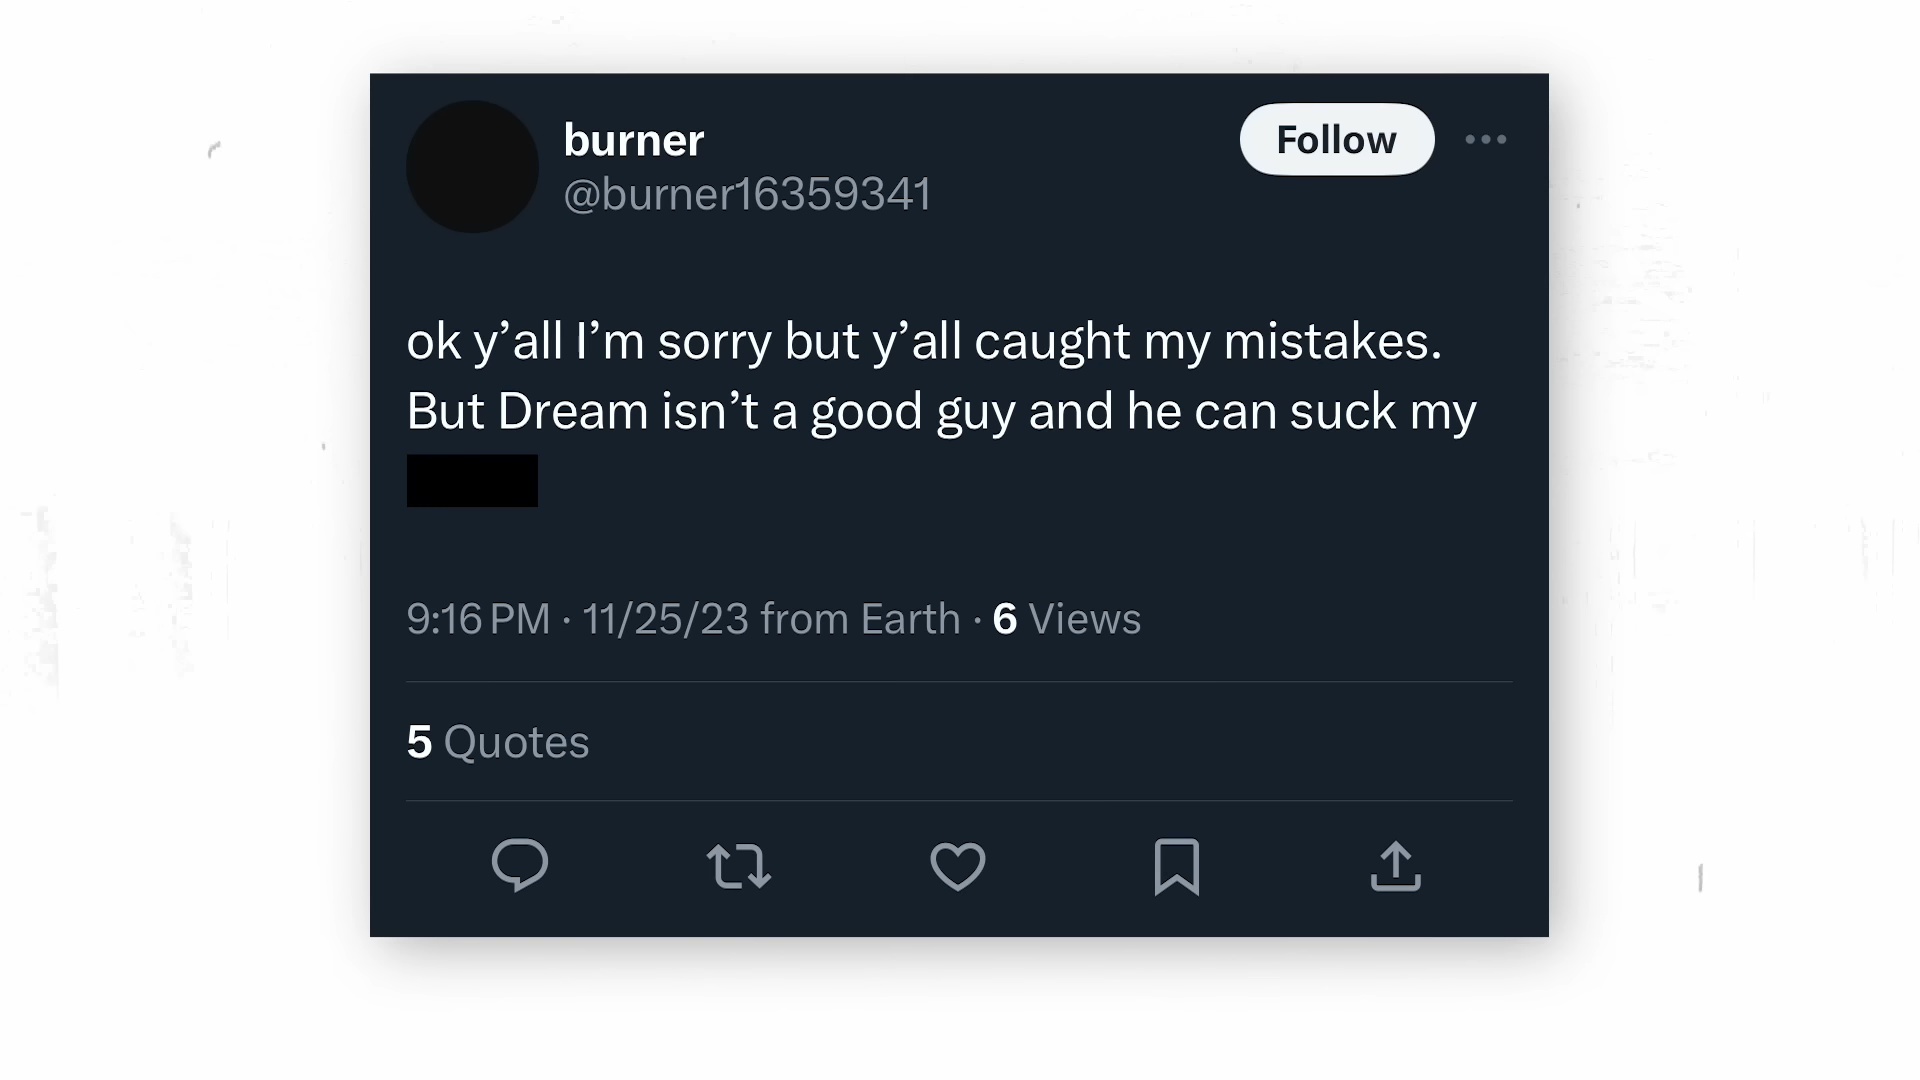 burner
@burner16359341
Follow
ok y’all I’m sorry but y’all caught my mistakes.
But Dream isn’t a good guy and he can suck my
9:16 PM · 11/25/23 from Earth · 6 Views
5 Quotes